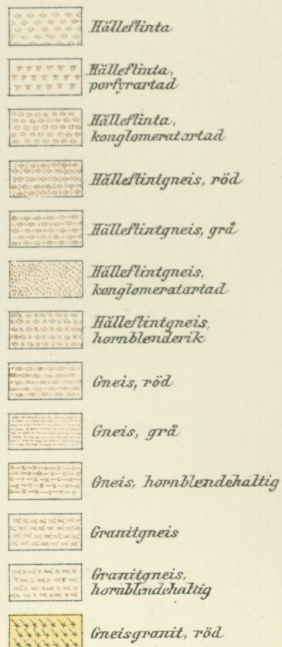 Hälleflinta
Hälleflinta,
porfyrartad
Hälleflinta,
konglomeratartad
Hälleflintgneis, röd
Hälleflintgneis, grå
Hälleflintgneis,
konglomeratartad
Hälleflintgneis,
hornblenderik
Gneis, röd
Gneis, grå
Gneis, hornblendehaltig
Granitgneis
Granitgneis,
hornblendehaltig
Gneisgranit, röd